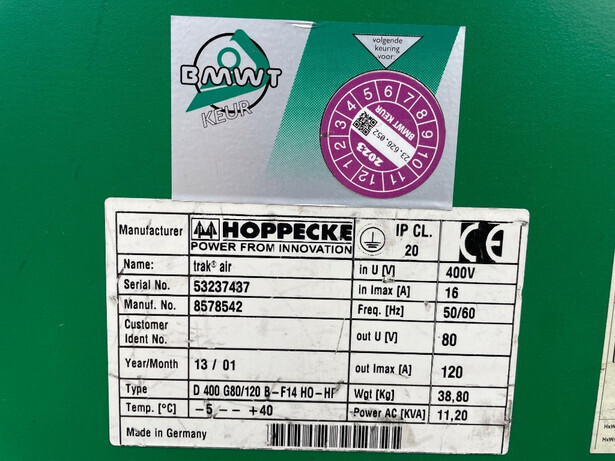 BMWT
KEUR
volgende
keuring
voor:
1 2 3 4 5 6 7 8 9 10 11 12
23.626.052
2023
BMWT KEUR
Manufacturer HOPPECKE IP CL.
POWER FROM INNOVATION 20 CE
Name: trak® air in U [V] 400V
Serial No. 53237437 in Imax [A] 16
Manuf. No. 8578542 Freq. [Hz] 50/60
Customer
Ident No. out U [V] 80
Year/Month 13 / 01 out Imax [A] 120
Type D 400 G80/120 B-F14 HO-HF Wgt [Kg] 38,80
Temp. [°C] -5 -- +40 Power AC [KVA] 11,20
Made in Germany